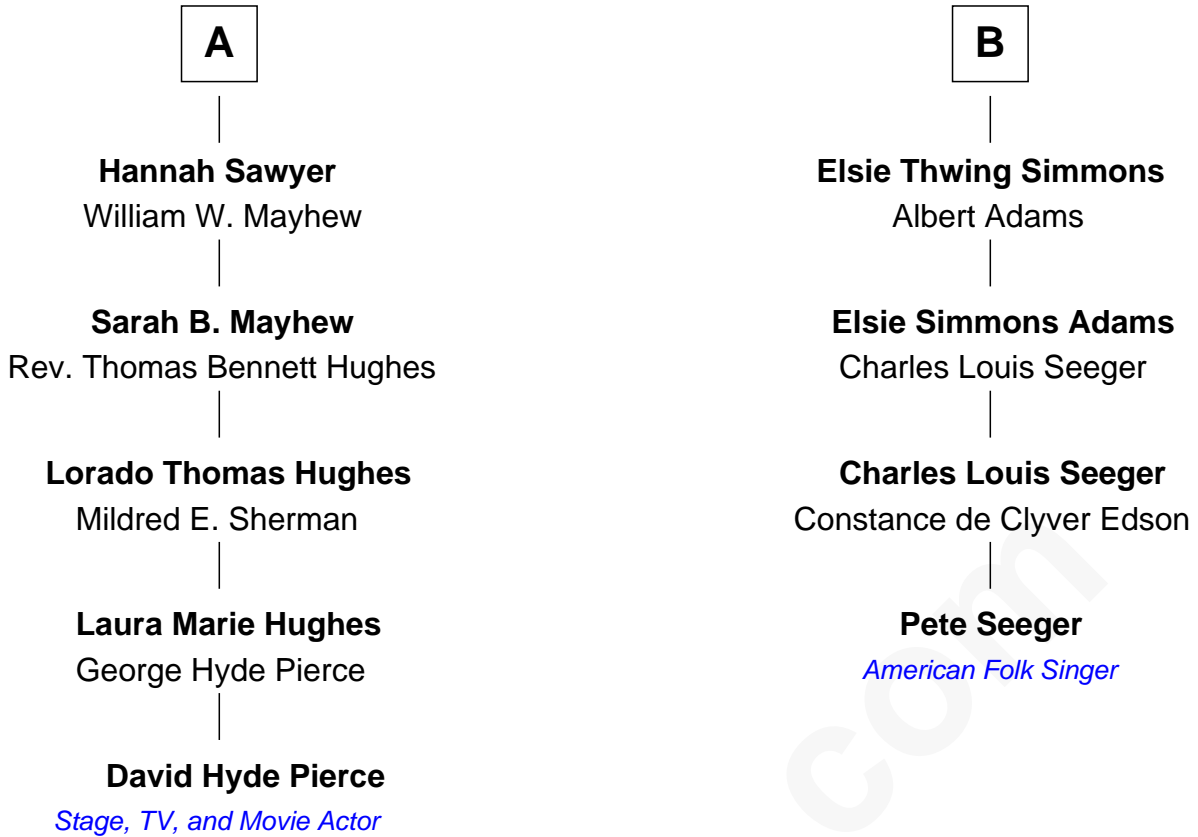 A
Hannah Sawyer
William W. Mayhew
Sarah B. Mayhew
Rev. Thomas Bennett Hughes
Lorado Thomas Hughes
Mildred E. Sherman
Laura Marie Hughes
George Hyde Pierce
David Hyde Pierce
Stage, TV, and Movie Actor
B
Elsie Thwing Simmons
Albert Adams
Elsie Simmons Adams
Charles Louis Seeger
Charles Louis Seeger
Constance de Clyver Edson
Pete Seeger
American Folk Singer
com